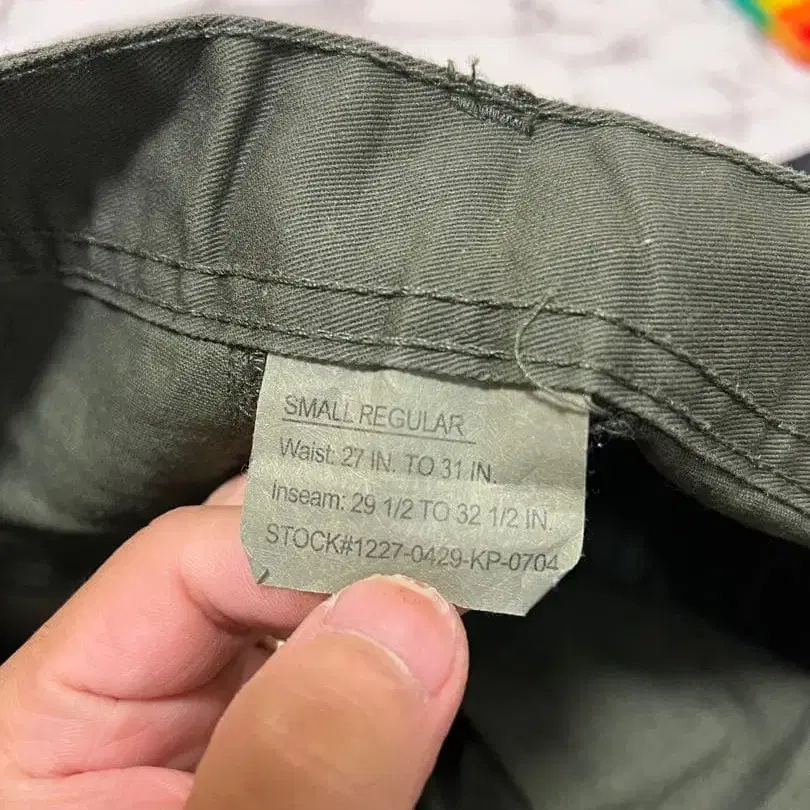 SMALL REGULAR
Waist: 27 IN. TO 31 IN.
Inseam: 29 1/2 TO 32 1/2 IN.
STOCK#1227-0429-KP-0704